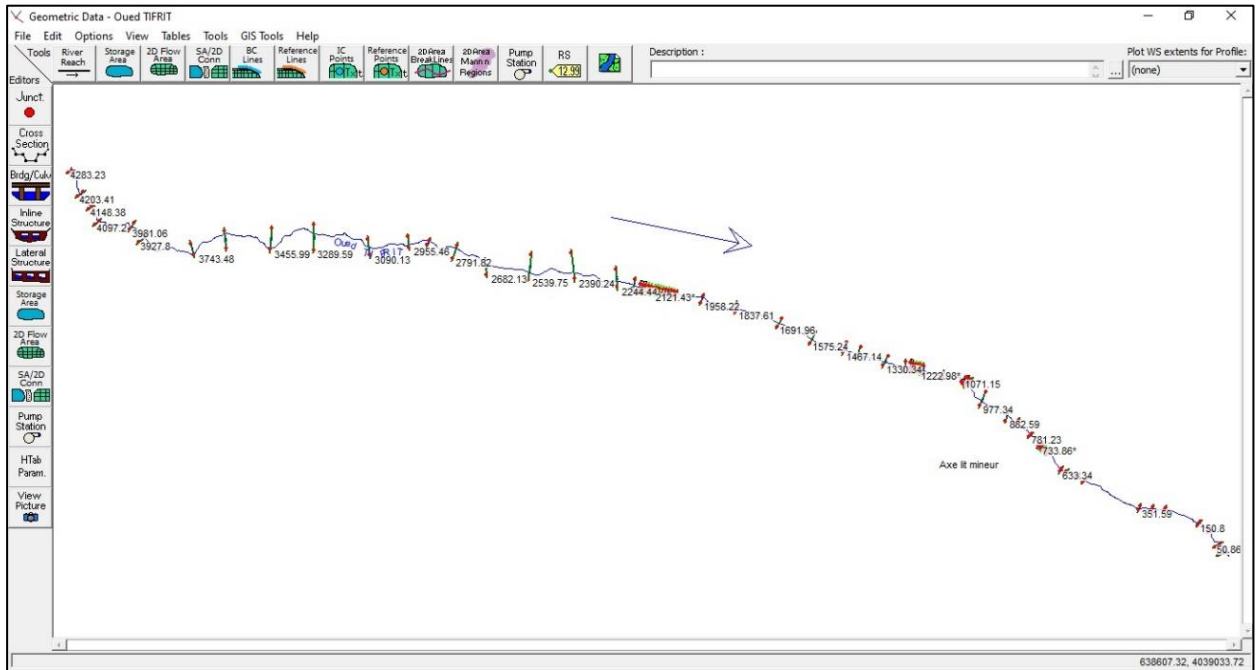 Geometric Data - Oued TIFRIT
File Edit Options View Tables Tools GIS Tools Help
Tools
Editors
River Reach
Storage Area
2D Flow Area
SA/2D Conn
BC Lines
Reference Lines
IC Points
Reference Points
2D Area BreakLines
2D Area Mann n Regions
Pump Station
RS
12.99
Description :
...
Plot WS extents for Profile:
(none)
Junct.
Cross Section
Brdg/Culv
Inline Structure
Lateral Structure
Storage Area
2D Flow Area
SA/2D Conn
Pump Station
HTab Param.
View Picture
4283.23
4203.41
4148.38
4097.2
3981.06
3927.8
3743.48
3455.99
3289.59
Oued
3090.13
2955.46
2791.82
2682.13
2539.75
2390.24
2244.44
2121.43*
1958.22
1837.61
1691.96
1575.24
1467.14
1330.34
1222.98*
1071.15
977.34
882.59
781.23
733.86*
Axe lit mineur
633.34
351.59
150.8
50.86
638607.32, 4039033.72